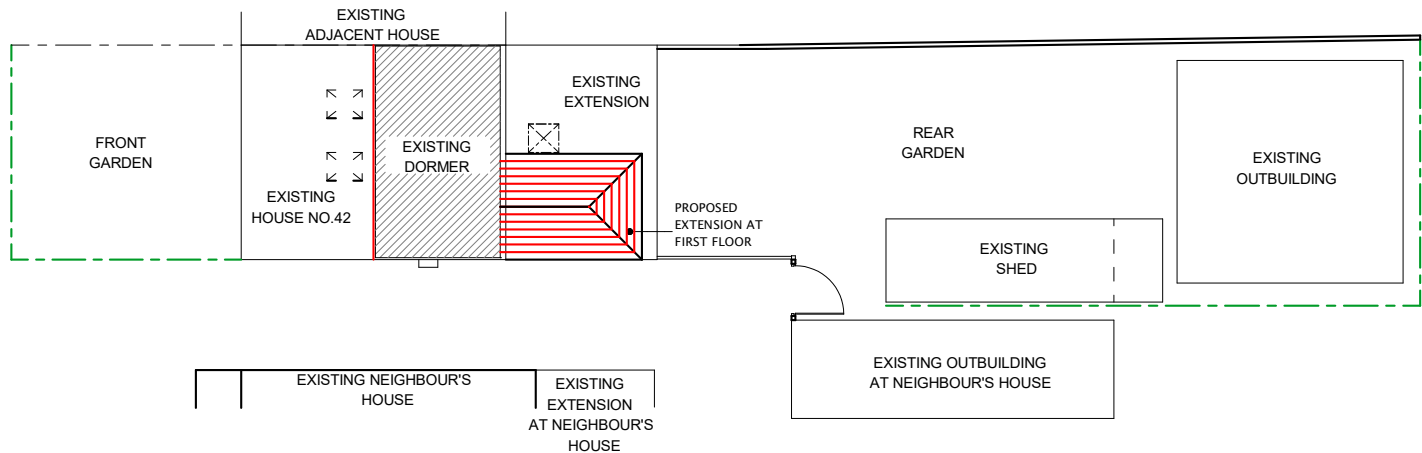 EXISTING
ADJACENT HOUSE
FRONT
GARDEN
EXISTING
HOUSE NO.42
EXISTING
DORMER
EXISTING
EXTENSION
PROPOSED
EXTENSION AT
FIRST FLOOR
REAR
GARDEN
EXISTING
SHED
EXISTING
OUTBUILDING
EXISTING NEIGHBOUR'S
HOUSE
EXISTING
EXTENSION
AT NEIGHBOUR'S
HOUSE
EXISTING OUTBUILDING
AT NEIGHBOUR'S HOUSE